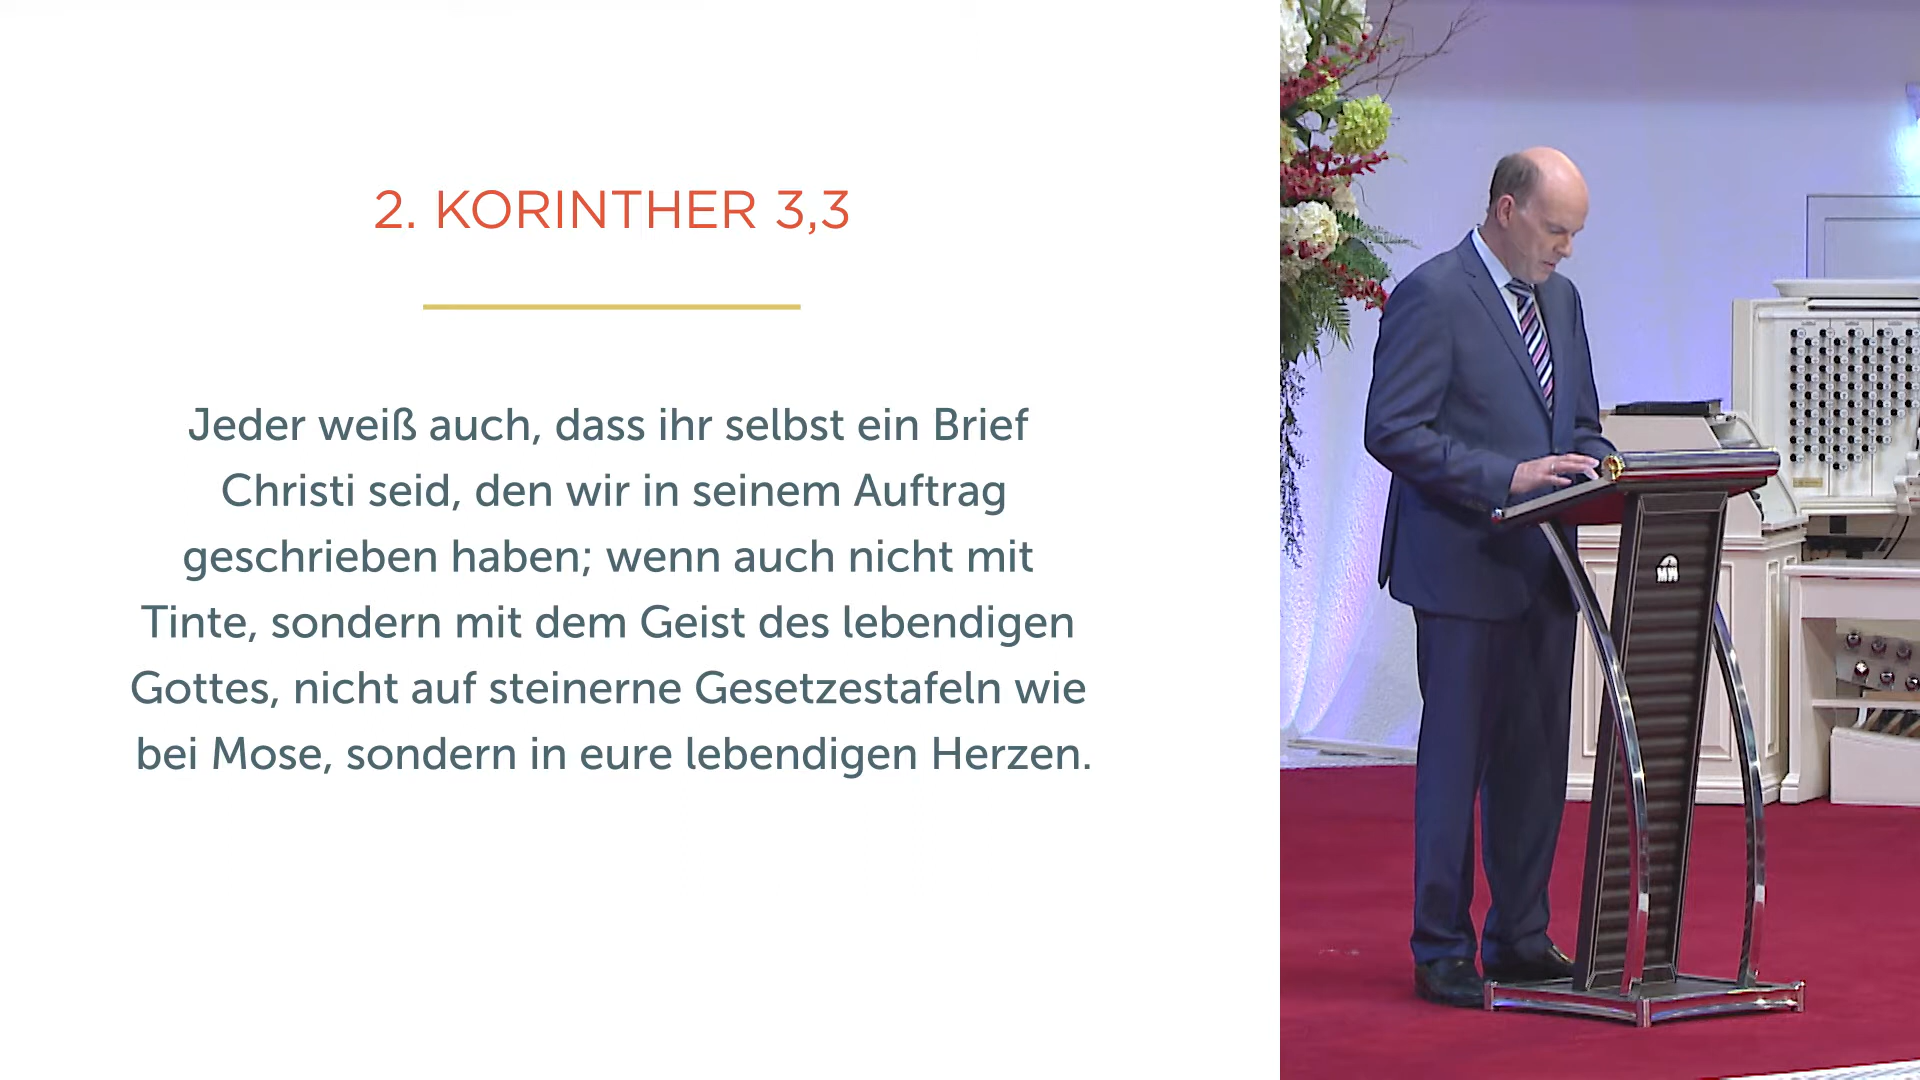 2. KORINTHER 3,3
Jeder weiß auch, dass ihr selbst ein Brief
Christi seid, den wir in seinem Auftrag
geschrieben haben; wenn auch nicht mit
Tinte, sondern mit dem Geist des lebendigen
Gottes, nicht auf steinerne Gesetzestafeln wie
bei Mose, sondern in eure lebendigen Herzen.